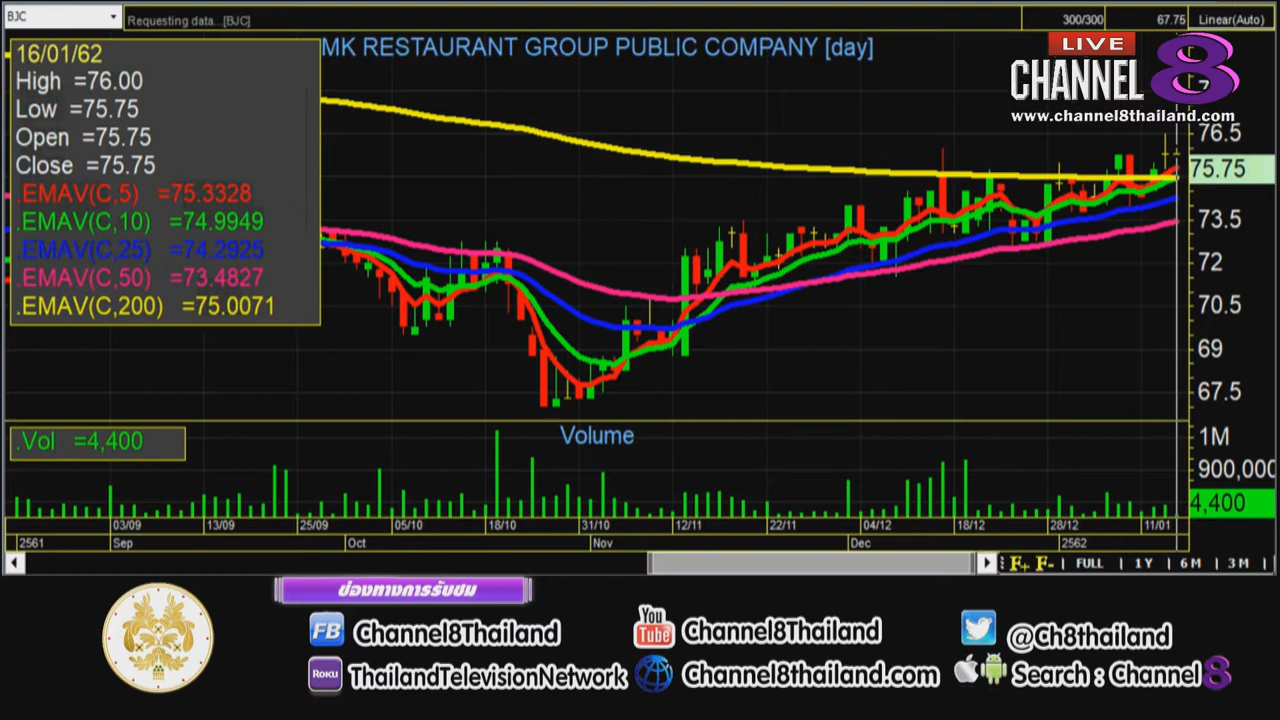 BJC
Requesting data...[BJC]
300/300
67.75
Linear(Auto)
MK RESTAURANT GROUP PUBLIC COMPANY [day]
LIVE
CHANNEL 8
www.channel8thailand.com
16/01/62
High =76.00
Low =75.75
Open =75.75
Close =75.75
.EMAV(C,5) =75.3328
.EMAV(C,10) =74.9949
.EMAV(C,25) =74.2925
.EMAV(C,50) =73.4827
.EMAV(C,200) =75.0071
76.5
75.75
73.5
72
70.5
69
67.5
.Vol =4,400
Volume
1M
900,000
4,400
03/09 13/09 25/09 05/10 18/10 31/10 12/11 22/11 04/12 18/12 28/12 11/01
2561 Sep Oct Nov Dec 2562
F+ F- | FULL | 1Y | 6M | 3M |
ช่องทางการรับชม
FB Channel8Thailand
You Tube Channel8Thailand
@Ch8thailand
ROKU ThailandTelevisionNetwork
Channel8thailand.com
Search : Channel 8